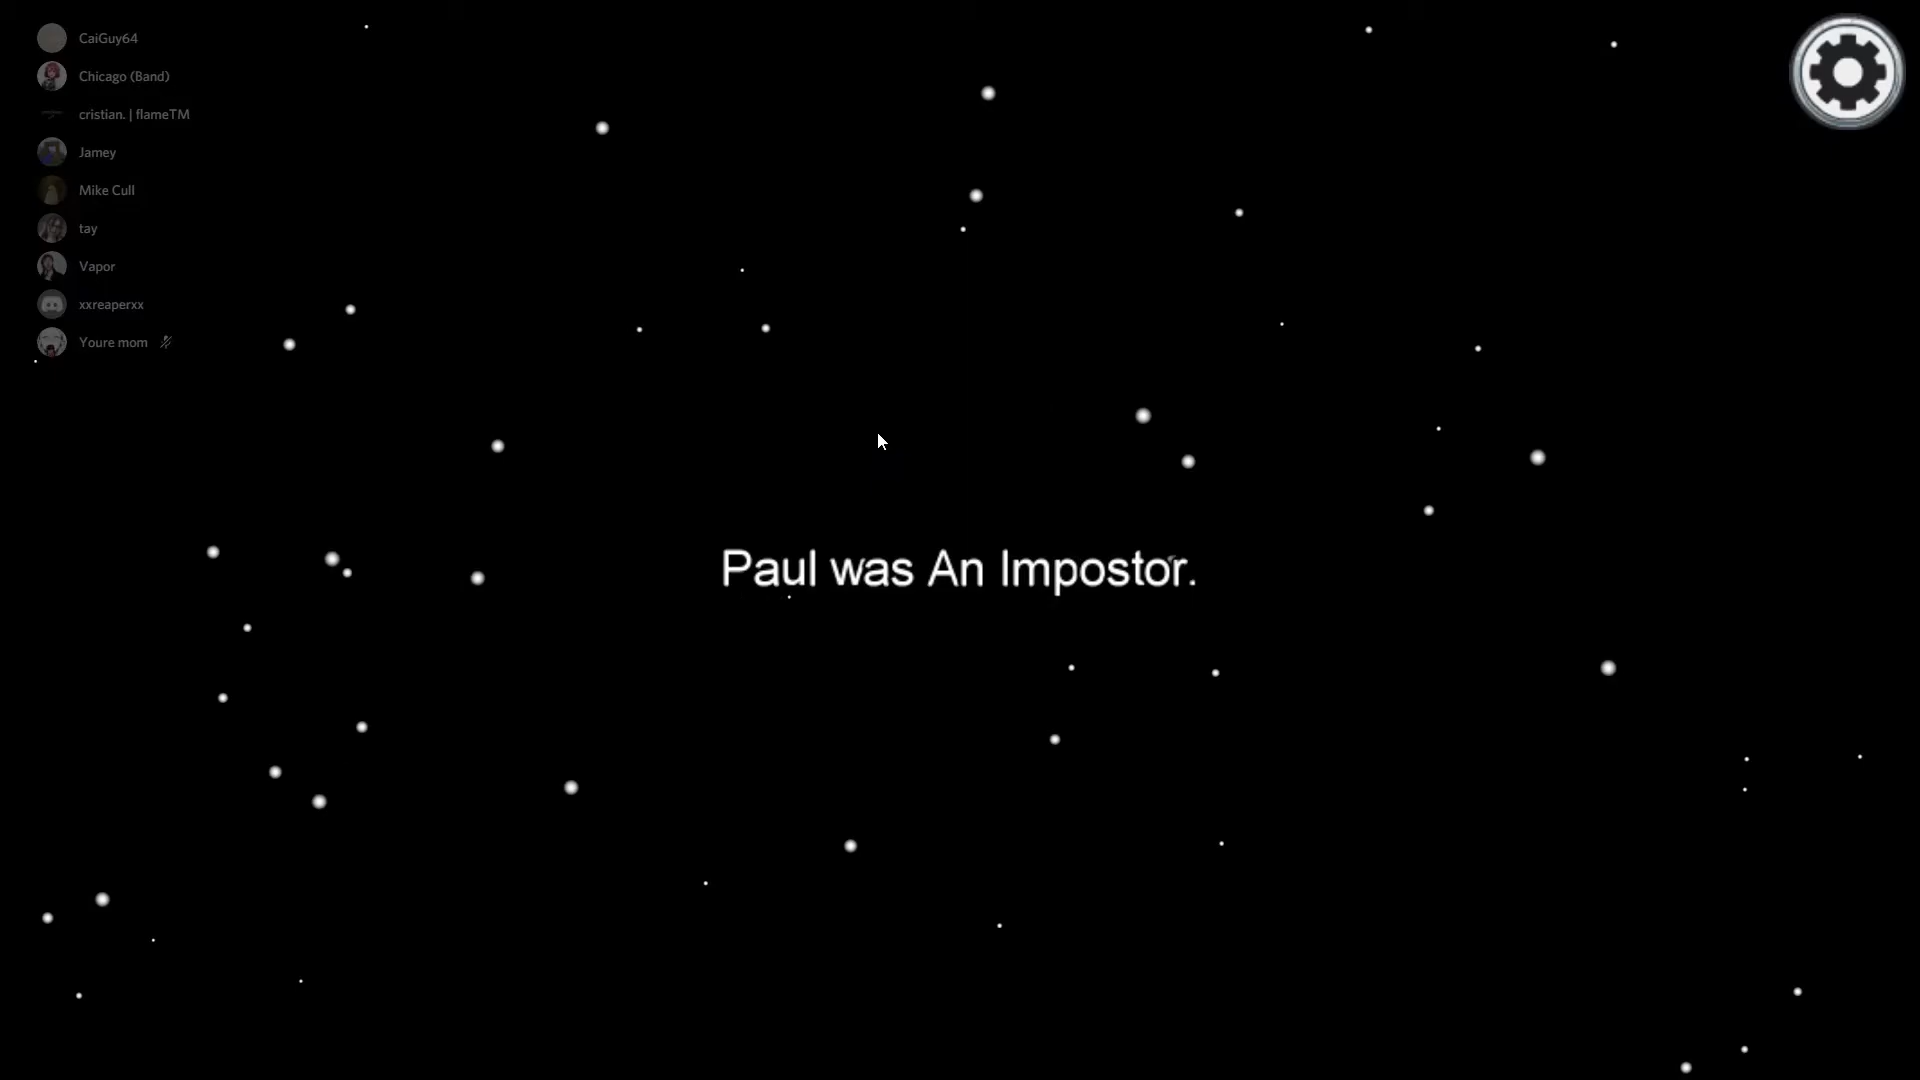 CaiGuy64
Chicago (Band)
cristian. | flameTM
Jamey
Mike Cull
tay
Vapor
xxreaperxx
Youre mom
Paul was An Impostor.